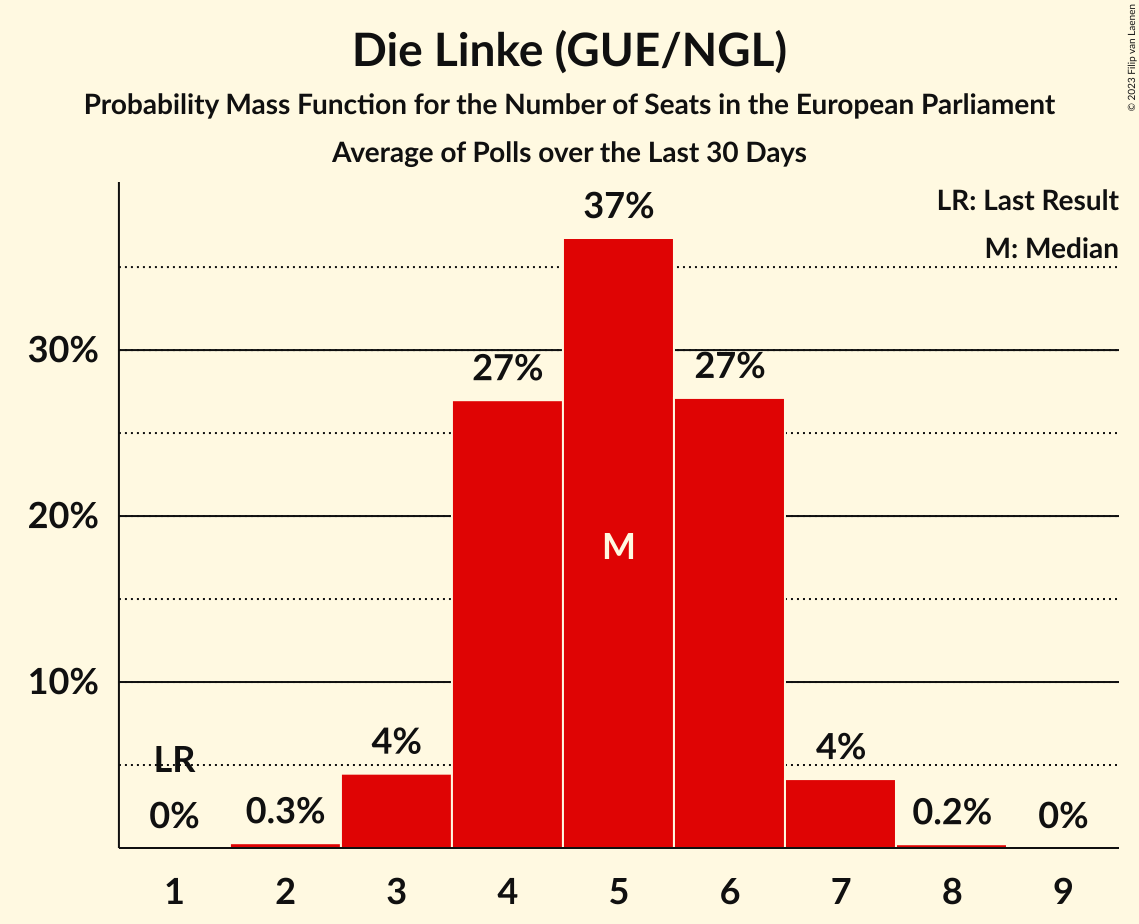 Die Linke (GUE/NGL)
Probability Mass Function for the Number of Seats in the European Parliament
Average of Polls over the Last 30 Days
© 2023 Filip van Laenen
LR: Last Result
M: Median
37%
30%
27%
27%
20%
M
10%
LR
4%
4%
0%
0.3%
0.2%
0%
1 2 3 4 5 6 7 8 9